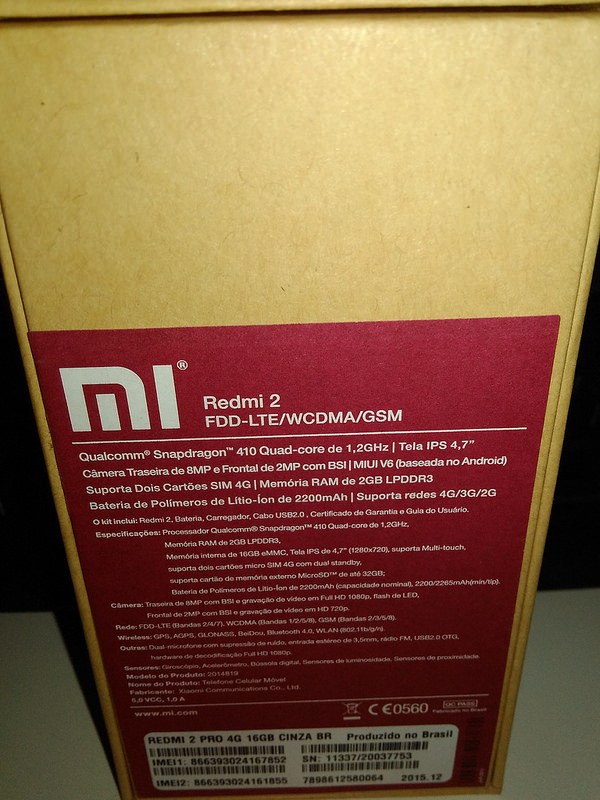 mi®
Redmi 2
FDD-LTE/WCDMA/GSM
Qualcomm® Snapdragon™ 410 Quad-core de 1,2GHz | Tela IPS 4,7"
Câmera Traseira de 8MP e Frontal de 2MP com BSI | MIUI V6 (baseada no Android)
Suporta Dois Cartões SIM 4G | Memória RAM de 2GB LPDDR3
Bateria de Polímeros de Lítio-Íon de 2200mAh | Suporta redes 4G/3G/2G
O kit inclui: Redmi 2, Bateria, Carregador, Cabo USB2.0 , Certificado de Garantia e Guia do Usuário.
Especificações: Processador Qualcomm® Snapdragon™ 410 Quad-core de 1,2GHz,
Memória RAM de 2GB LPDDR3,
Memória interna de 16GB eMMC, Tela IPS de 4,7" (1280x720), suporta Multi-touch,
suporta dois cartões micro SIM 4G com dual standby,
suporta cartão de memória externo MicroSD™ de até 32GB;
Bateria de Polímeros de Lítio-Íon de 2200mAh (capacidade nominal), 2200/2265mAh(min/tip).
Câmera: Traseira de 8MP com BSI e gravação de vídeo em Full HD 1080p, flash de LED,
Frontal de 2MP com BSI e gravação de vídeo em HD 720p.
Rede: FDD-LTE (Bandas 2/4/7), WCDMA (Bandas 1/2/5/8), GSM (Bandas 2/3/5/8).
Wireless: GPS, AGPS, GLONASS, BeiDou, Bluetooth 4.0, WLAN (802.11b/g/n).
Outras: Dual-microfone com supressão de ruído, entrada estéreo de 3,5mm, rádio FM, USB2.0 OTG,
hardware de decodificação Full HD 1080p.
Sensores: Giroscópio, Acelerômetro, Bússola digital, Sensores de luminosidade, Sensores de proximidade.
Modelo do Produto: 2014819
Nome do Produto: Telefone Celular Móvel
Fabricante: Xiaomi Communications Co., Ltd.
5,0 VCC, 1,0 A
www.mi.com
CE0560
QC PASS
Fabricado no Brasil
REDMI 2 PRO 4G 16GB CINZA BR Produzido no Brasil
IMEI1: 866393024167852 SN: 11337/20037753
IMEI2: 866393024161855 7898612580064 2015.12